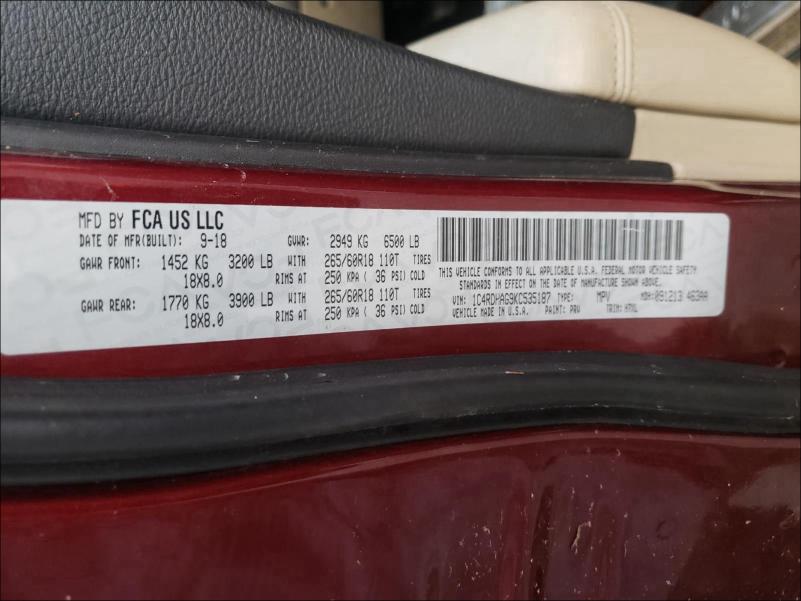 MFD BY FCA US LLC
DATE OF MFR(BUILT): 9-18 GVWR: 2949 KG 6500 LB
GAWR FRONT: 1452 KG 3200 LB WITH 265/60R18 110T TIRES
18X8.0 RIMS AT 250 KPA ( 36 PSI) COLD
GAWR REAR: 1770 KG 3900 LB WITH 265/60R18 110T TIRES
18X8.0 RIMS AT 250 KPA ( 36 PSI) COLD
THIS VEHICLE CONFORMS TO ALL APPLICABLE U.S.A. FEDERAL MOTOR VEHICLE SAFETY
STANDARDS IN EFFECT ON THE DATE OF MANUFACTURE SHOWN ABOVE.
VIN: 1C4RDHAG9KC535187 TYPE: MPV MDH: 091213 463AA
VEHICLE MADE IN U.S.A. PAINT: PRV TRIM: